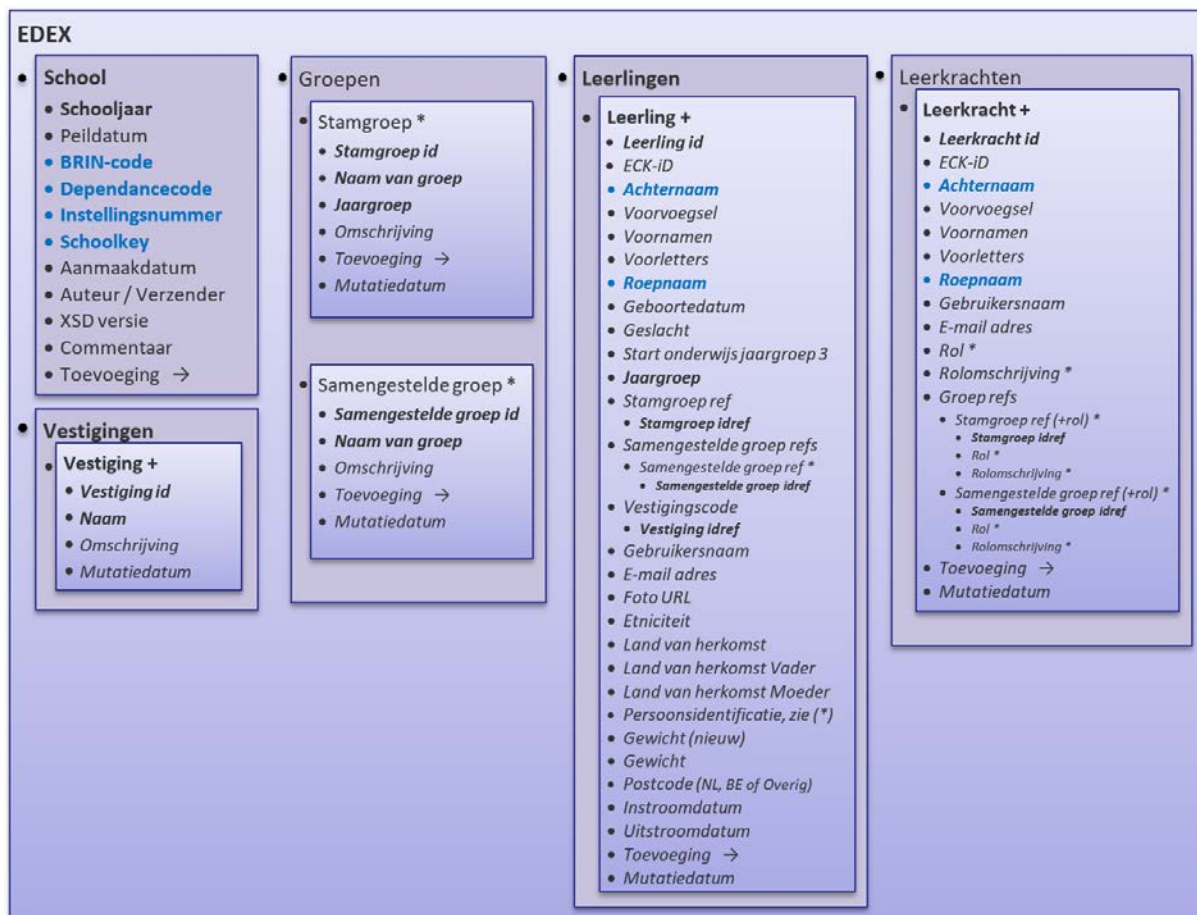 EDEX
• School
• Schooljaar
• Peildatum
• BRIN-code
• Dependancecode
• Instellingsnummer
• Schoolkey
• Aanmaakdatum
• Auteur / Verzender
• XSD versie
• Commentaar
• Toevoeging →
• Vestigingen
• Vestiging +
• Vestiging id
• Naam
• Omschrijving
• Mutatiedatum
• Groepen
• Stamgroep *
• Stamgroep id
• Naam van groep
• Jaargroep
• Omschrijving
• Toevoeging →
• Mutatiedatum
• Samengestelde groep *
• Samengestelde groep id
• Naam van groep
• Omschrijving
• Toevoeging →
• Mutatiedatum
• Leerlingen
• Leerling +
• Leerling id
• ECK-iD
• Achternaam
• Voorvoegsel
• Voornamen
• Voorletters
• Roepnaam
• Geboortedatum
• Geslacht
• Start onderwijs jaargroep 3
• Jaargroep
• Stamgroep ref
• Stamgroep idref
• Samengestelde groep refs
• Samengestelde groep ref *
• Samengestelde groep idref
• Vestigingscode
• Vestiging idref
• Gebruikersnaam
• E-mail adres
• Foto URL
• Etniciteit
• Land van herkomst
• Land van herkomst Vader
• Land van herkomst Moeder
• Persoonsidentificatie, zie (*)
• Gewicht (nieuw)
• Gewicht
• Postcode (NL, BE of Overig)
• Instroomdatum
• Uitstroomdatum
• Toevoeging →
• Mutatiedatum
• Leerkrachten
• Leerkracht +
• Leerkracht id
• ECK-iD
• Achternaam
• Voorvoegsel
• Voornamen
• Voorletters
• Roepnaam
• Gebruikersnaam
• E-mail adres
• Rol *
• Rolomschrijving *
• Groep refs
• Stamgroep ref (+rol) *
• Stamgroep idref
• Rol *
• Rolomschrijving *
• Samengestelde groep ref (+rol) *
• Samengestelde groep idref
• Rol *
• Rolomschrijving *
• Toevoeging →
• Mutatiedatum